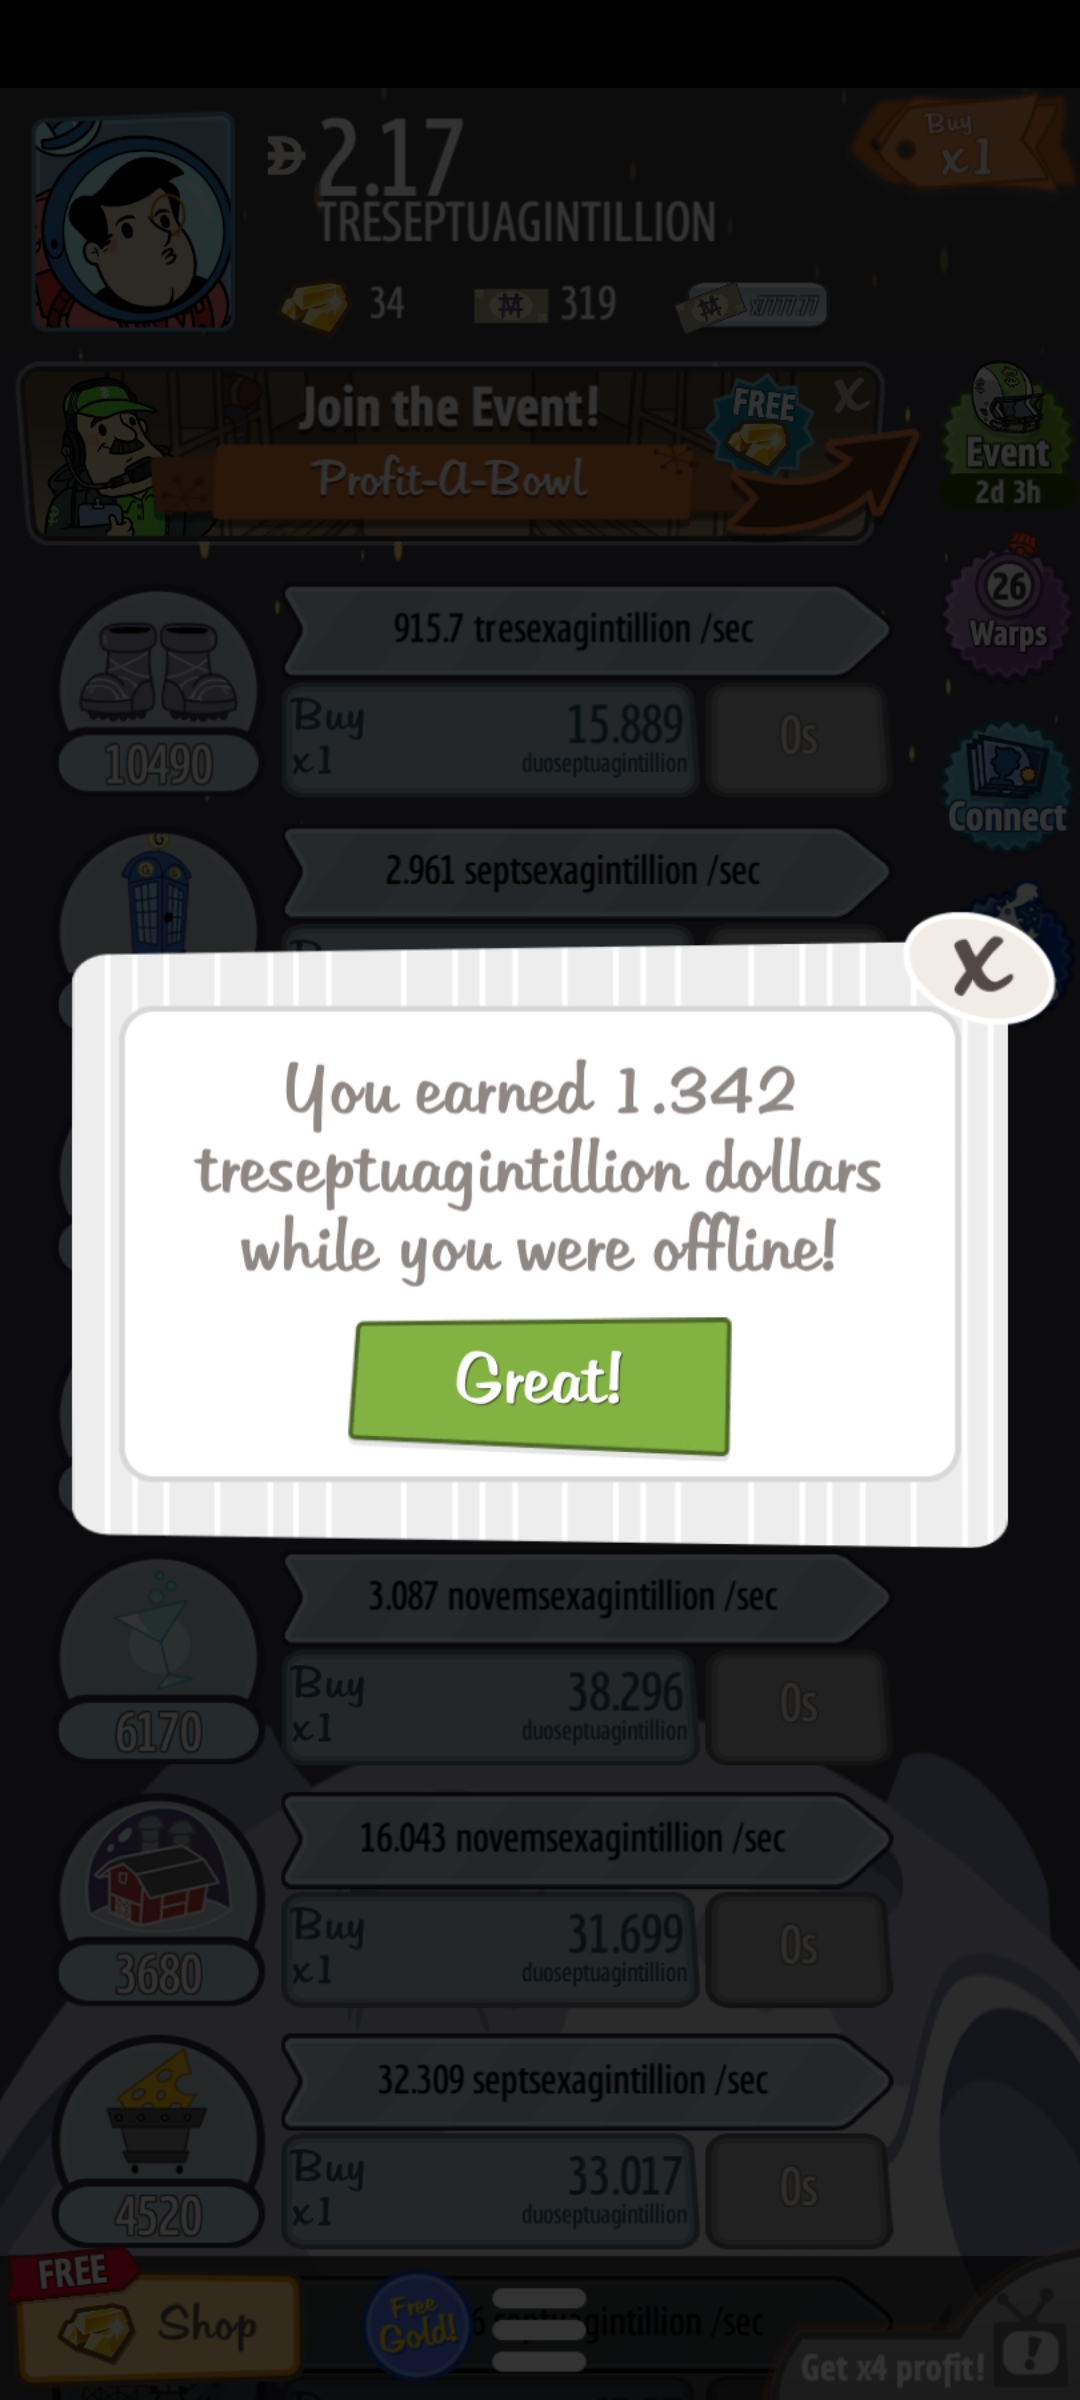 2.17
TRESEPTUAGINTILLION
Buy
x1
34
319
x7777.77
Join the Event!
Profit-A-Bowl
FREE
X
Event
2d 3h
915.7 tresexagintillion /sec
10490
Buy
x1
15.889
duoseptuagintillion
0s
26
Warps
Connect
2.961 septsexagintillion /sec
X
You earned 1.342
treseptuagintillion dollars
while you were offline!
Great!
3.087 novemsexagintillion /sec
6170
Buy
x1
38.296
duoseptuagintillion
0s
16.043 novemsexagintillion /sec
3680
Buy
x1
31.699
duoseptuagintillion
0s
32.309 septsexagintillion /sec
4520
Buy
x1
33.017
duoseptuagintillion
0s
FREE
Shop
Free
Gold!
/sec
Get x4 profit!
!